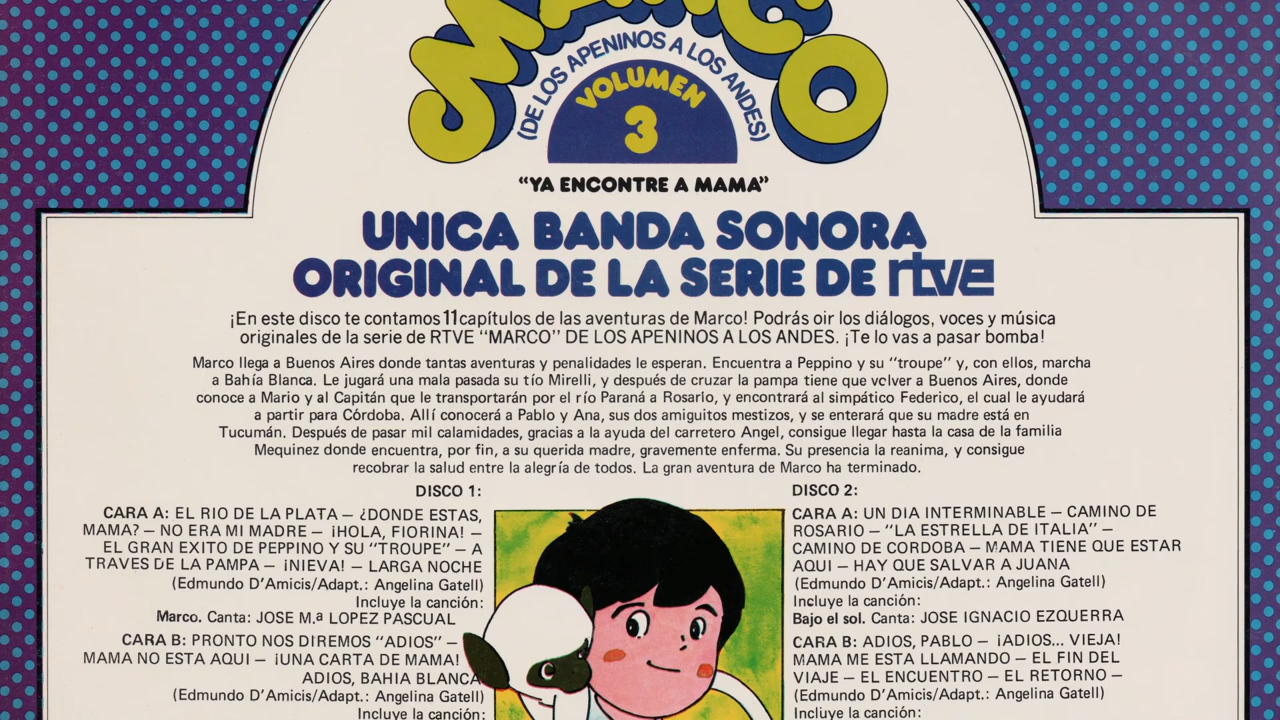 MARCO
(DE LOS APENINOS A LOS ANDES)
VOLUMEN
3
“YA ENCONTRE A MAMA”
UNICA BANDA SONORA
ORIGINAL DE LA SERIE DE rtve
¡En este disco te contamos 11 capítulos de las aventuras de Marco! Podrás oir los diálogos, voces y música
originales de la serie de RTVE “MARCO” DE LOS APENINOS A LOS ANDES. ¡Te lo vas a pasar bomba!
Marco llega a Buenos Aires donde tantas aventuras y penalidades le esperan. Encuentra a Peppino y su “troupe” y, con ellos, marcha
a Bahía Blanca. Le jugará una mala pasada su tío Mirelli, y después de cruzar la pampa tiene que volver a Buenos Aires, donde
conoce a Mario y al Capitán que le transportarán por el río Paraná a Rosario, y encontrará al simpático Federico, el cual le ayudará
a partir para Córdoba. Allí conocerá a Pablo y Ana, sus dos amiguitos mestizos, y se enterará que su madre está en
Tucumán. Después de pasar mil calamidades, gracias a la ayuda del carretero Angel, consigue llegar hasta la casa de la familia
Mequinez donde encuentra, por fin, a su querida madre, gravemente enferma. Su presencia la reanima, y consigue
recobrar la salud entre la alegría de todos. La gran aventura de Marco ha terminado.
DISCO 1:
CARA A: EL RIO DE LA PLATA – ¿DONDE ESTAS,
MAMA? – NO ERA MI MADRE – ¡HOLA, FIORINA! –
EL GRAN EXITO DE PEPPINO Y SU “TROUPE” – A
TRAVES DE LA PAMPA – ¡NIEVA! – LARGA NOCHE
(Edmundo D’Amicis/Adapt.: Angelina Gatell)
Incluye la canción:
Marco. Canta: JOSE M.ª LOPEZ PASCUAL
CARA B: PRONTO NOS DIREMOS “ADIOS” –
MAMA NO ESTA AQUI – ¡UNA CARTA DE MAMA!
ADIOS, BAHIA BLANCA
(Edmundo D’Amicis/Adapt.: Angelina Gatell)
Incluye la canción:
DISCO 2:
CARA A: UN DIA INTERMINABLE – CAMINO DE
ROSARIO – “LA ESTRELLA DE ITALIA” –
CAMINO DE CORDOBA – MAMA TIENE QUE ESTAR
AQUI – HAY QUE SALVAR A JUANA
(Edmundo D’Amicis/Adapt.: Angelina Gatell)
Incluye la canción:
Bajo el sol. Canta: JOSE IGNACIO EZQUERRA
CARA B: ADIOS, PABLO – ¡ADIOS... VIEJA!
MAMA ME ESTA LLAMANDO – EL FIN DEL
VIAJE – EL ENCUENTRO – EL RETORNO –
(Edmundo D’Amicis/Adapt.: Angelina Gatell)
Incluye la canción: